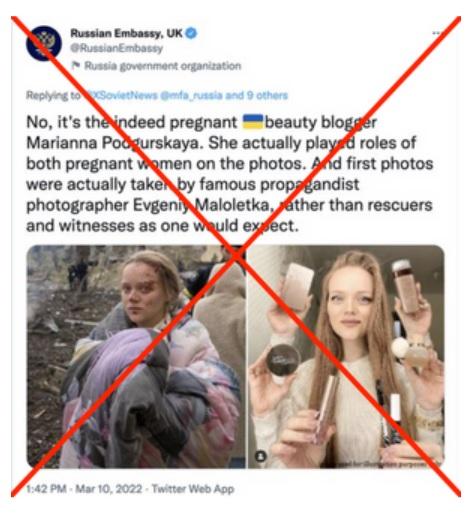 Russian Embassy, UK
@RussianEmbassy
Russia government organization
Replying to @XSovietNews @mfa_russia and 9 others
No, it's the indeed pregnant 🇺🇦beauty blogger
Marianna Podgurskaya. She actually played roles of
both pregnant women on the photos. And first photos
were actually taken by famous propagandist
photographer Evgeniy Maloletka, rather than rescuers
and witnesses as one would expect.
for illustration purposes
1:42 PM · Mar 10, 2022 · Twitter Web App